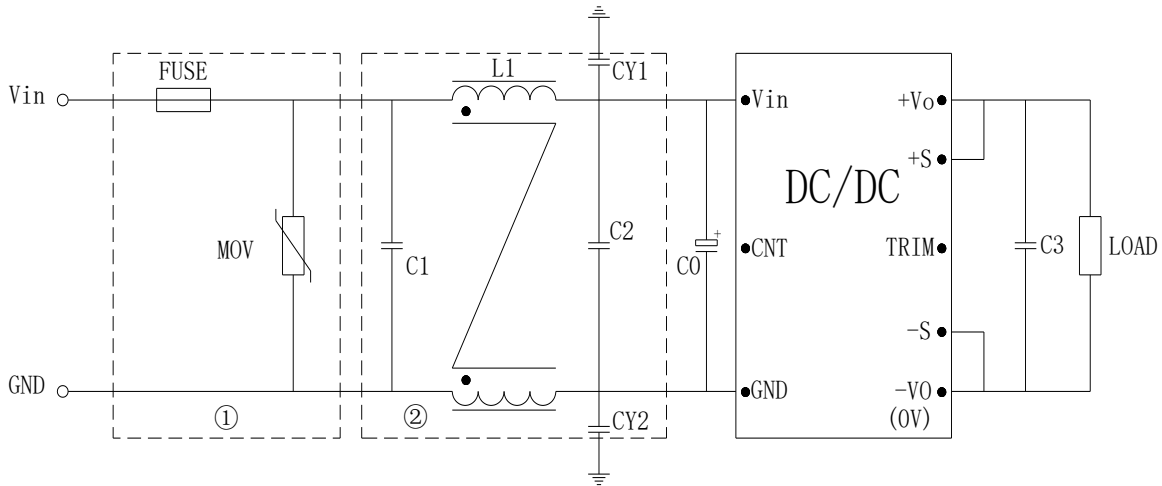 FUSE
L1
CY1
Vin
Vin
+Vo
+S
DC/DC
MOV
C1
C2
+
C0
CNT
TRIM
C3
LOAD
-S
GND
GND
-VO
(0V)
①
②
CY2